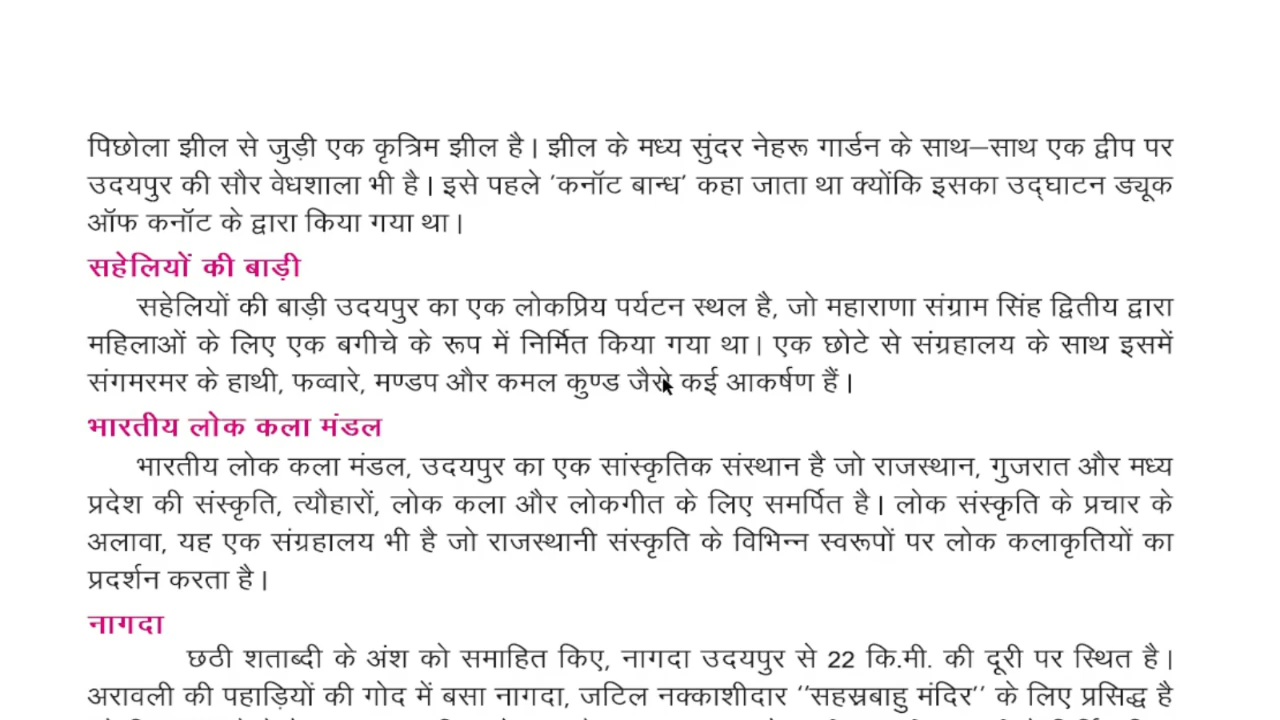 पिछोला झील से जुड़ी एक कृत्रिम झील है। झील के मध्य सुंदर नेहरू गार्डन के साथ–साथ एक द्वीप पर
उदयपुर की सौर वेधशाला भी है। इसे पहले 'कनॉट बान्ध' कहा जाता था क्योंकि इसका उद्घाटन ड्यूक
ऑफ कनॉट के द्वारा किया गया था।
सहेलियों की बाड़ी
सहेलियों की बाड़ी उदयपुर का एक लोकप्रिय पर्यटन स्थल है, जो महाराणा संग्राम सिंह द्वितीय द्वारा
महिलाओं के लिए एक बगीचे के रूप में निर्मित किया गया था। एक छोटे से संग्रहालय के साथ इसमें
संगमरमर के हाथी, फव्वारे, मण्डप और कमल कुण्ड जैसे कई आकर्षण हैं।
भारतीय लोक कला मंडल
भारतीय लोक कला मंडल, उदयपुर का एक सांस्कृतिक संस्थान है जो राजस्थान, गुजरात और मध्य
प्रदेश की संस्कृति, त्यौहारों, लोक कला और लोकगीत के लिए समर्पित है। लोक संस्कृति के प्रचार के
अलावा, यह एक संग्रहालय भी है जो राजस्थानी संस्कृति के विभिन्न स्वरूपों पर लोक कलाकृतियों का
प्रदर्शन करता है।
नागदा
छठी शताब्दी के अंश को समाहित किए, नागदा उदयपुर से 22 कि.मी. की दूरी पर स्थित है।
अरावली की पहाड़ियों की गोद में बसा नागदा, जटिल नक्काशीदार ''सहस्रबाहु मंदिर'' के लिए प्रसिद्ध है